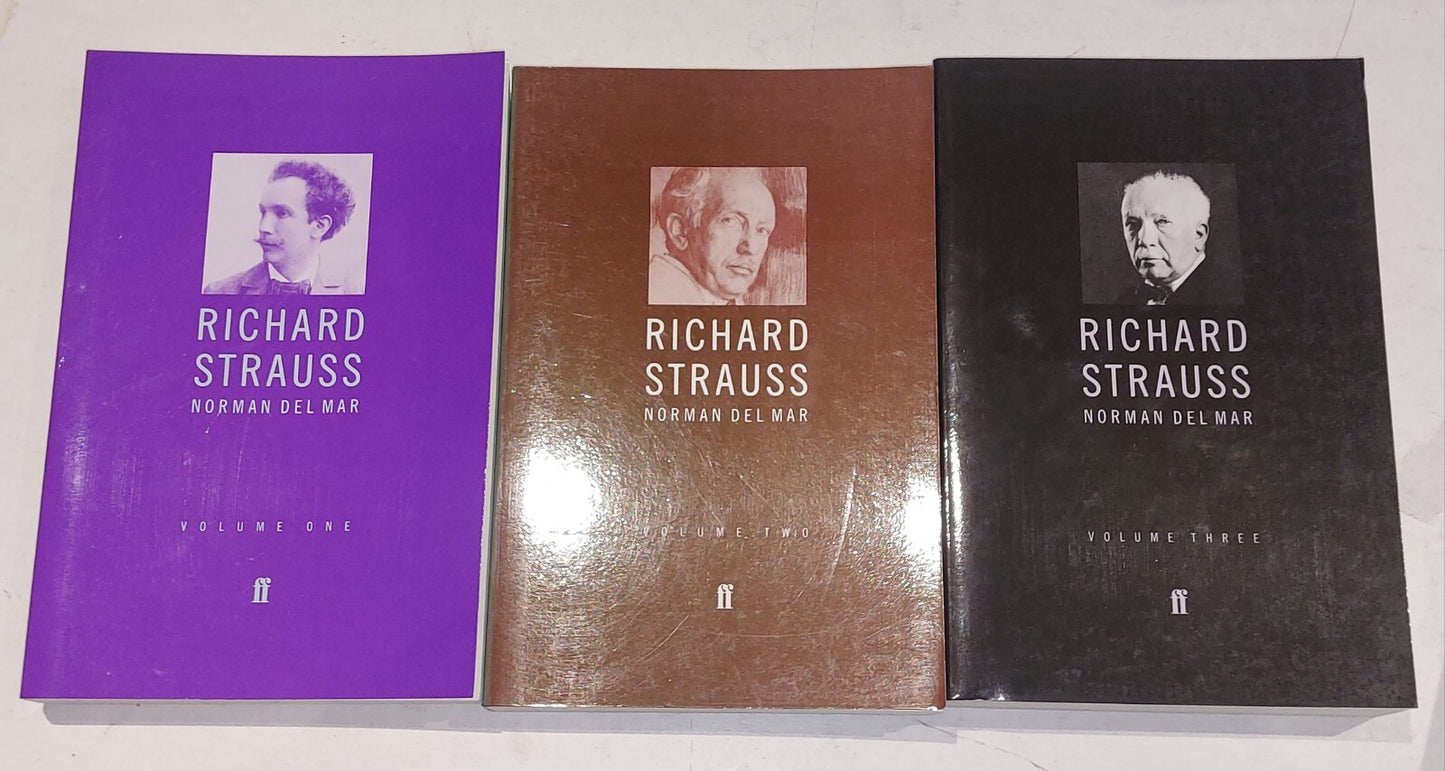 RICHARD
STRAUSS
NORMAN DEL MAR
VOLUME ONE
ff
RICHARD
STRAUSS
NORMAN DEL MAR
VOLUME TWO
ff
RICHARD
STRAUSS
NORMAN DEL MAR
VOLUME THREE
ff